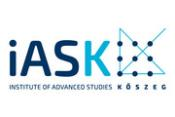 iASK
INSTITUTE OF ADVANCED STUDIES KŐSZEG